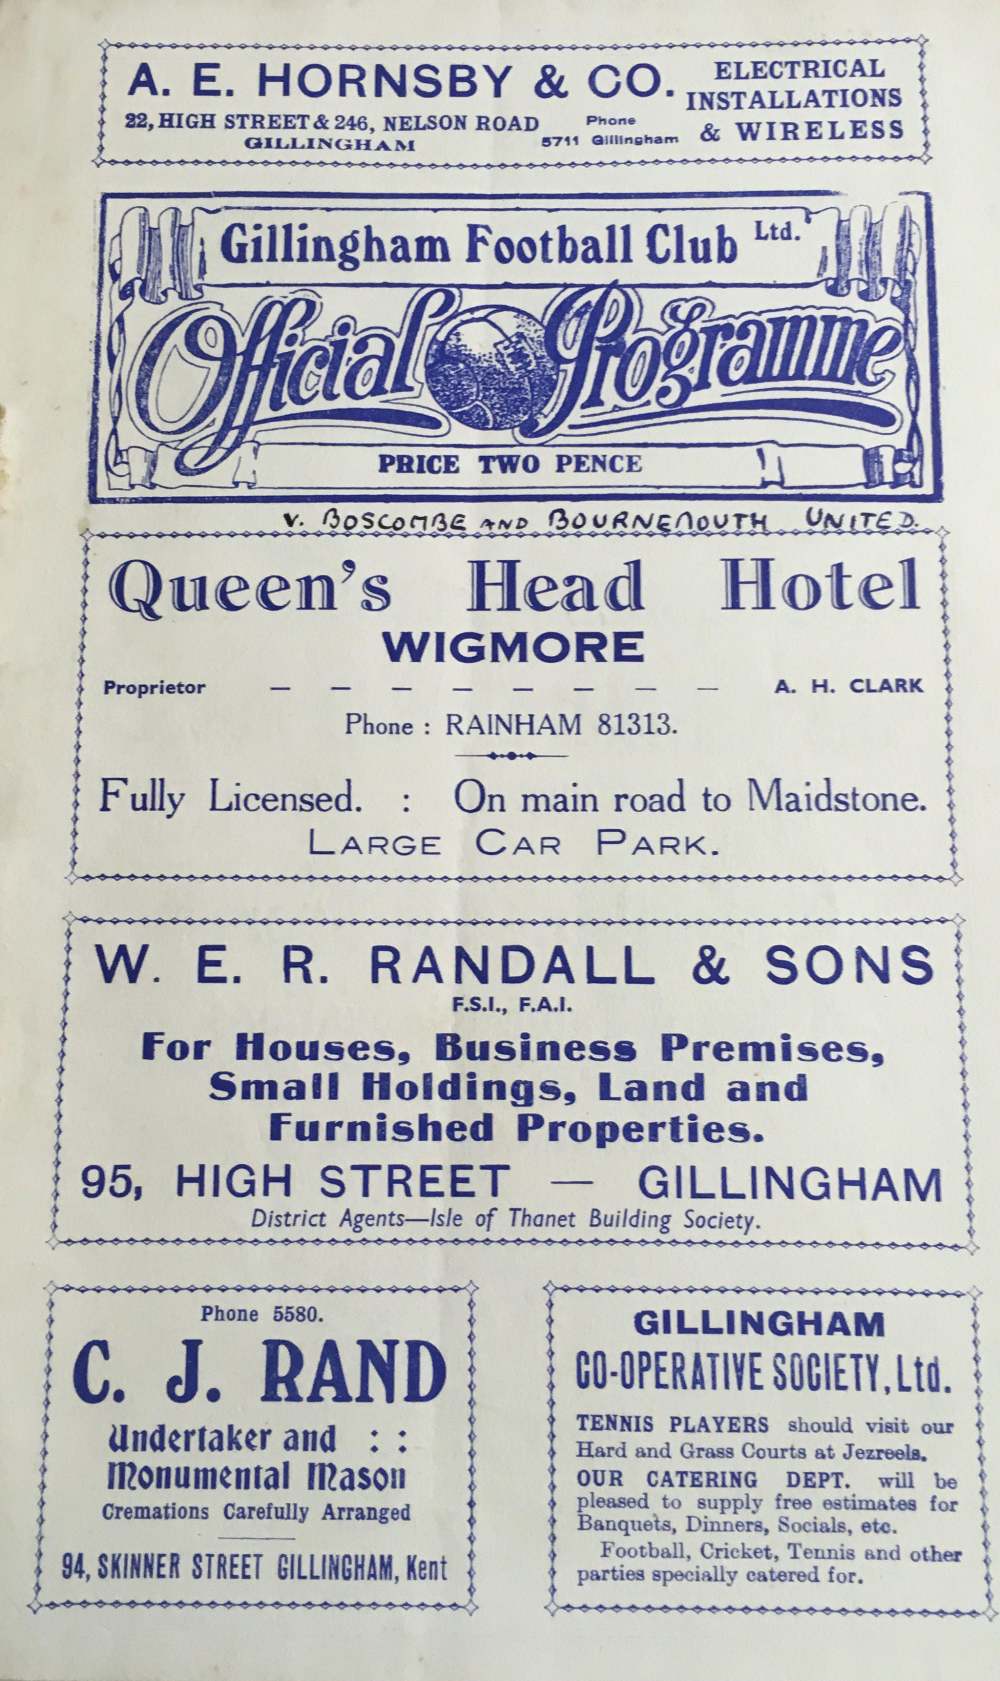 A. E. HORNSBY & CO.
22, HIGH STREET & 246, NELSON ROAD
GILLINGHAM
Phone
5711 Gillingham
ELECTRICAL
INSTALLATIONS
& WIRELESS
Gillingham Football Club Ltd.
Official Programme
PRICE TWO PENCE
v. BOSCOMBE AND BOURNEMOUTH UNITED.
Queen's Head Hotel
WIGMORE
Proprietor — — — — — — — — A. H. CLARK
Phone : RAINHAM 81313.
Fully Licensed. : On main road to Maidstone.
LARGE CAR PARK.
W. E. R. RANDALL & SONS
F.S.I., F.A.I.
For Houses, Business Premises,
Small Holdings, Land and
Furnished Properties.
95, HIGH STREET — GILLINGHAM
District Agents—Isle of Thanet Building Society.
Phone 5580.
C. J. RAND
Undertaker and : :
Monumental Mason
Cremations Carefully Arranged
94, SKINNER STREET GILLINGHAM, Kent
GILLINGHAM
CO-OPERATIVE SOCIETY, Ltd.
TENNIS PLAYERS should visit our
Hard and Grass Courts at Jezreels.
OUR CATERING DEPT. will be
pleased to supply free estimates for
Banquets, Dinners, Socials, etc.
Football, Cricket, Tennis and other
parties specially catered for.